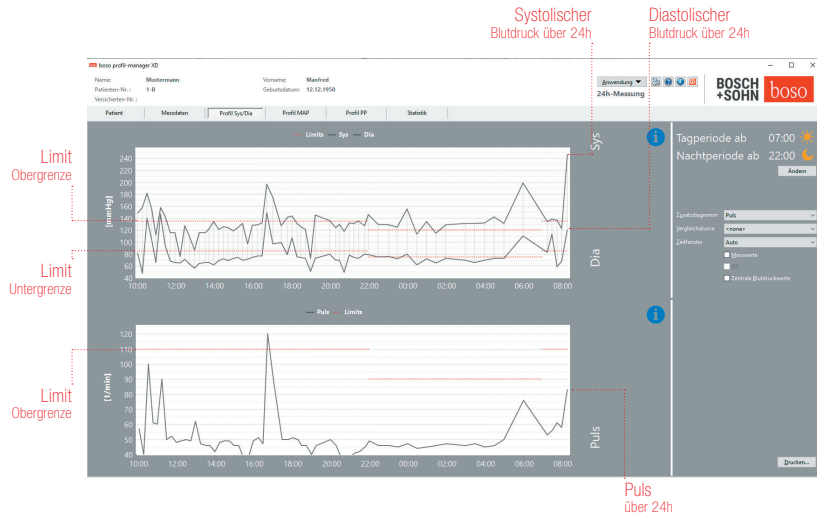 Systolischer
Blutdruck über 24h
Diastolischer
Blutdruck über 24h
boso profil-manager XD
Name: Mustermann Vorname: Manfred
Patienten-Nr.: 1-B Geburtsdatum: 12.12.1950
Versicherten-Nr.:
Anwendung
24h-Messung
BOSCH
+SOHN
boso
Patient Messdaten Profil Sys/Dia Profil MAP Profil PP Statistik
Limits Sys Dia
Sys
Dia
[mmHg]
240
220
200
180
160
140
120
100
80
60
40
10:00 12:00 14:00 16:00 18:00 20:00 22:00 00:00 02:00 04:00 06:00 08:00
Limit
Obergrenze
Limit
Untergrenze
Tagperiode ab 07:00
Nachtperiode ab 22:00
Ändern
Zusatzdiagramm Puls
Vergleichskurve <none>
Zeitfenster Auto
Messwerte
Zentrale Blutdruckwerte
Puls Limits
[1/min]
120
110
100
90
80
70
60
50
40
10:00 12:00 14:00 16:00 18:00 20:00 22:00 00:00 02:00 04:00 06:00 08:00
Puls
Limit
Obergrenze
Drucken...
Puls
über 24h